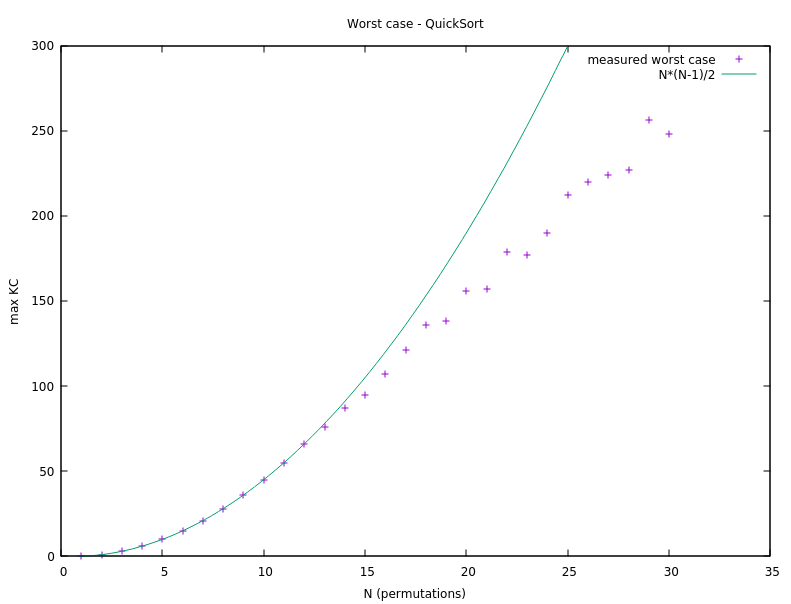 Worst case - QuickSort
measured worst case
N*(N-1)/2
300
250
200
150
100
50
0
max KC
0 5 10 15 20 25 30 35
N (permutations)